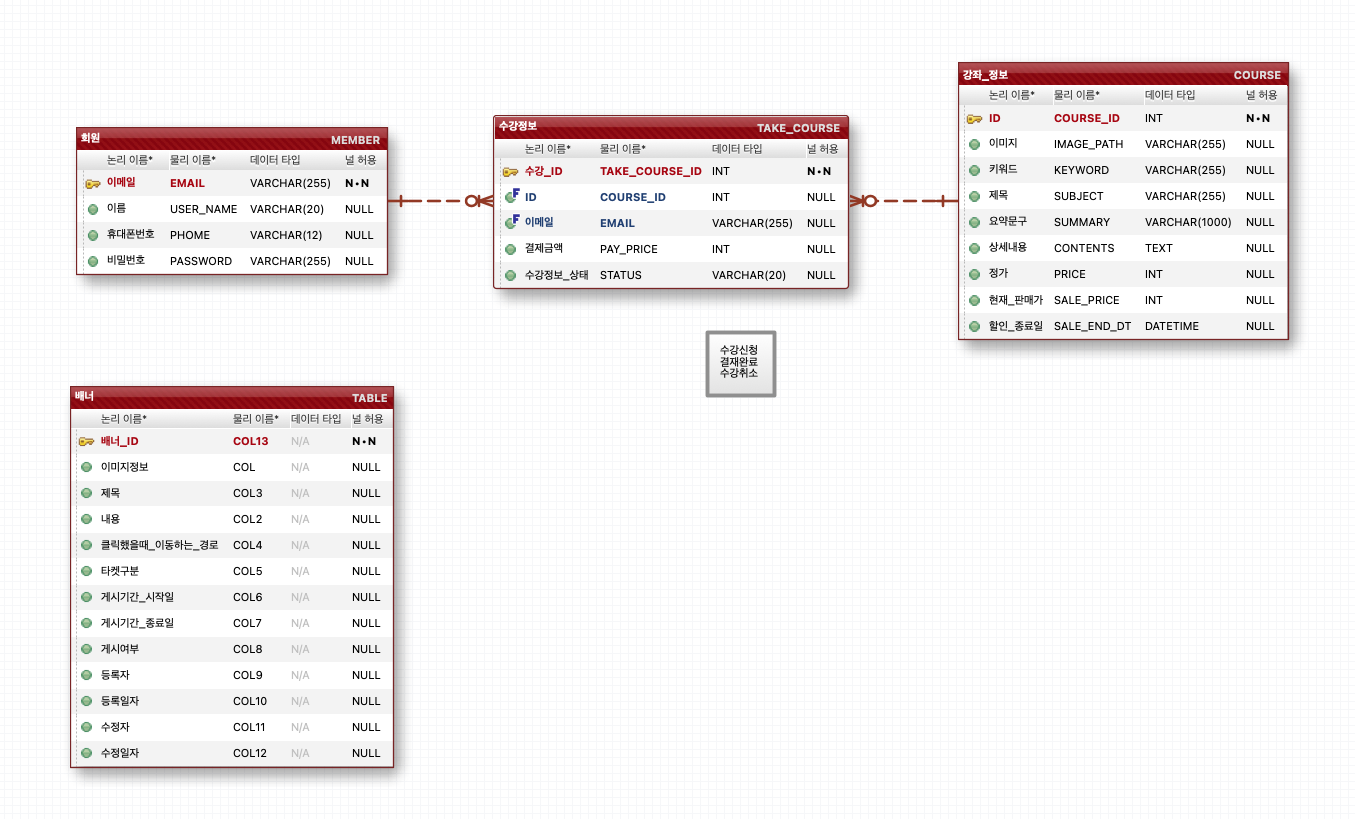 회원 MEMBER
논리 이름* 물리 이름* 데이터 타입 널 허용
이메일 EMAIL VARCHAR(255) N•N
이름 USER_NAME VARCHAR(20) NULL
휴대폰번호 PHOME VARCHAR(12) NULL
비밀번호 PASSWORD VARCHAR(255) NULL
수강정보 TAKE_COURSE
논리 이름* 물리 이름* 데이터 타입 널 허용
수강_ID TAKE_COURSE_ID INT N•N
F ID COURSE_ID INT NULL
F 이메일 EMAIL VARCHAR(255) NULL
결제금액 PAY_PRICE INT NULL
수강정보_상태 STATUS VARCHAR(20) NULL
강좌_정보 COURSE
논리 이름* 물리 이름* 데이터 타입 널 허용
ID COURSE_ID INT N•N
이미지 IMAGE_PATH VARCHAR(255) NULL
키워드 KEYWORD VARCHAR(255) NULL
제목 SUBJECT VARCHAR(255) NULL
요약문구 SUMMARY VARCHAR(1000) NULL
상세내용 CONTENTS TEXT NULL
정가 PRICE INT NULL
현재_판매가 SALE_PRICE INT NULL
할인_종료일 SALE_END_DT DATETIME NULL
수강신청
결재완료
수강취소
배너 TABLE
논리 이름* 물리 이름* 데이터 타입 널 허용
배너_ID COL13 N/A N•N
이미지정보 COL N/A NULL
제목 COL3 N/A NULL
내용 COL2 N/A NULL
클릭했을때_이동하는_경로 COL4 N/A NULL
타켓구분 COL5 N/A NULL
게시기간_시작일 COL6 N/A NULL
게시기간_종료일 COL7 N/A NULL
게시여부 COL8 N/A NULL
등록자 COL9 N/A NULL
등록일자 COL10 N/A NULL
수정자 COL11 N/A NULL
수정일자 COL12 N/A NULL